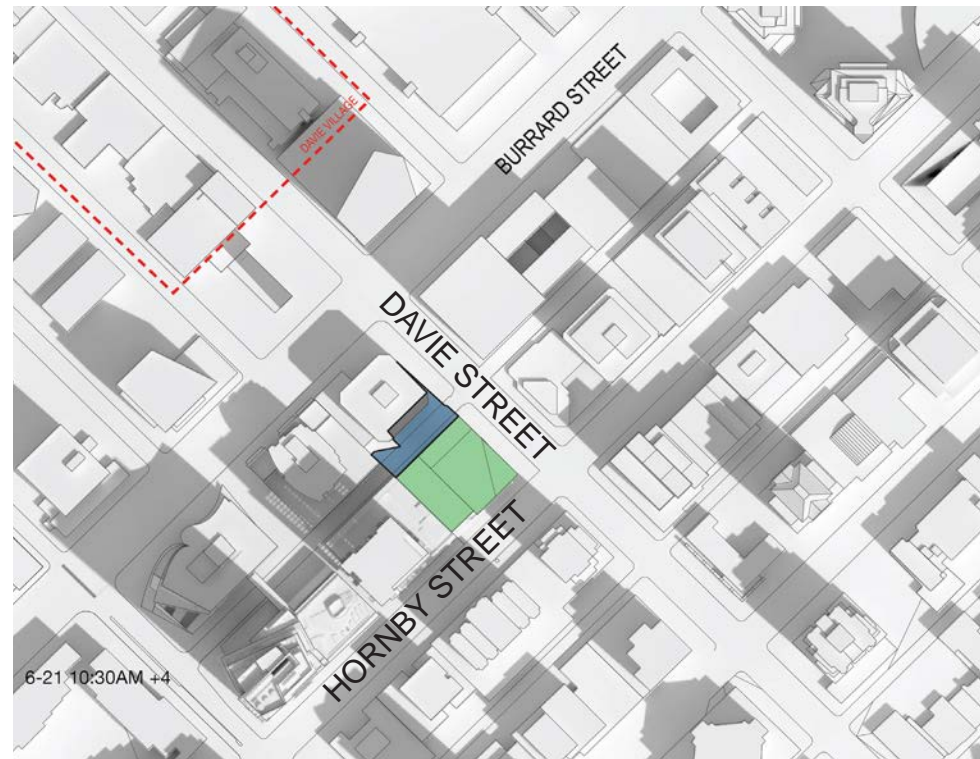 DAVIE VILLAGE
BURRARD STREET
DAVIE STREET
HORNBY STREET
6-21 10:30AM +4